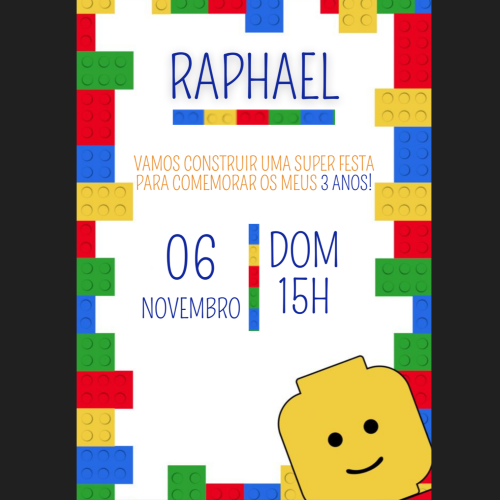 RAPHAEL
VAMOS CONSTRUIR UMA SUPER FESTA
PARA COMEMORAR OS MEUS 3 ANOS!
06
NOVEMBRO
DOM
15H